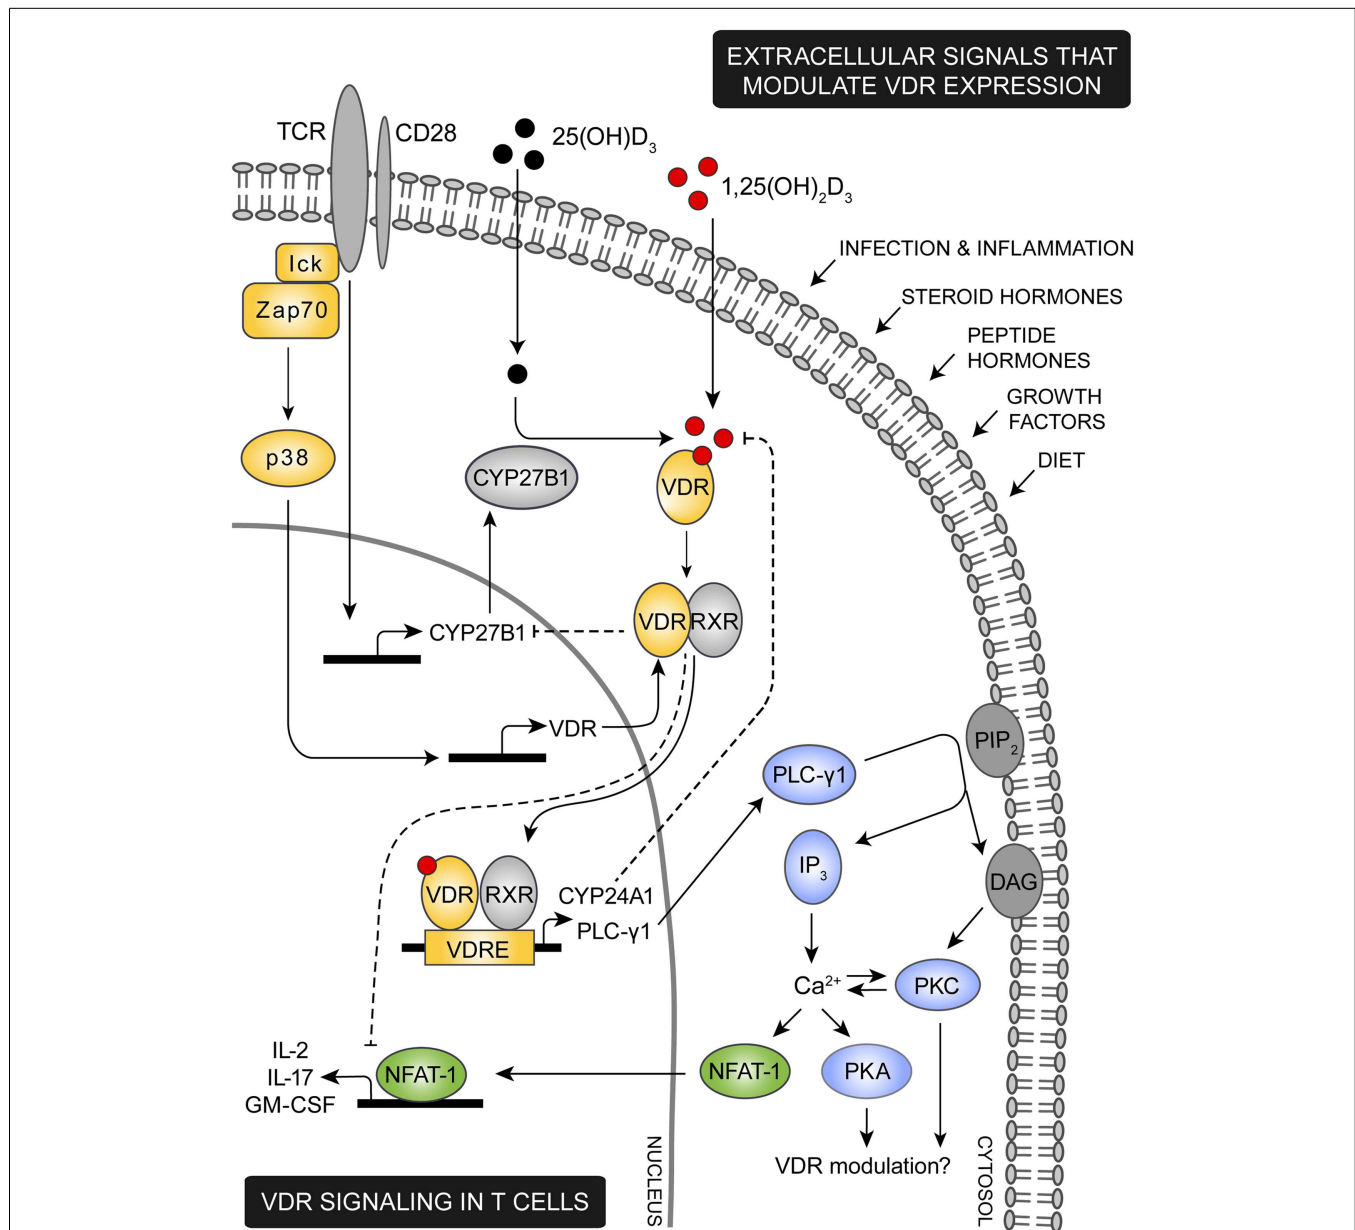 EXTRACELLULAR SIGNALS THAT
MODULATE VDR EXPRESSION
TCR
CD28
25(OH)D₃
1,25(OH)₂D₃
INFECTION & INFLAMMATION
lck
Zap70
STEROID HORMONES
PEPTIDE
HORMONES
GROWTH
FACTORS
DIET
p38
CYP27B1
VDR
VDR
RXR
CYP27B1
VDR
PIP₂
PLC-γ1
IP₃
DAG
VDR
RXR
CYP24A1
PLC-γ1
VDRE
Ca²⁺
PKC
IL-2
IL-17
GM-CSF
NFAT-1
NFAT-1
PKA
VDR modulation?
NUCLEUS
CYTOSOL
VDR SIGNALING IN T CELLS